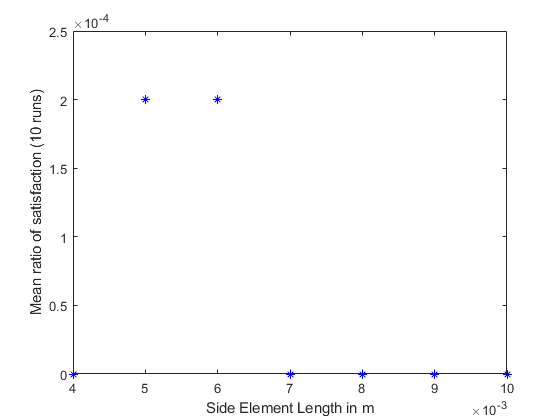 ×10-4
2.5
2
1.5
1
0.5
0
Mean ratio of satisfaction (10 runs)
4 5 6 7 8 9 10
Side Element Length in m
×10-3